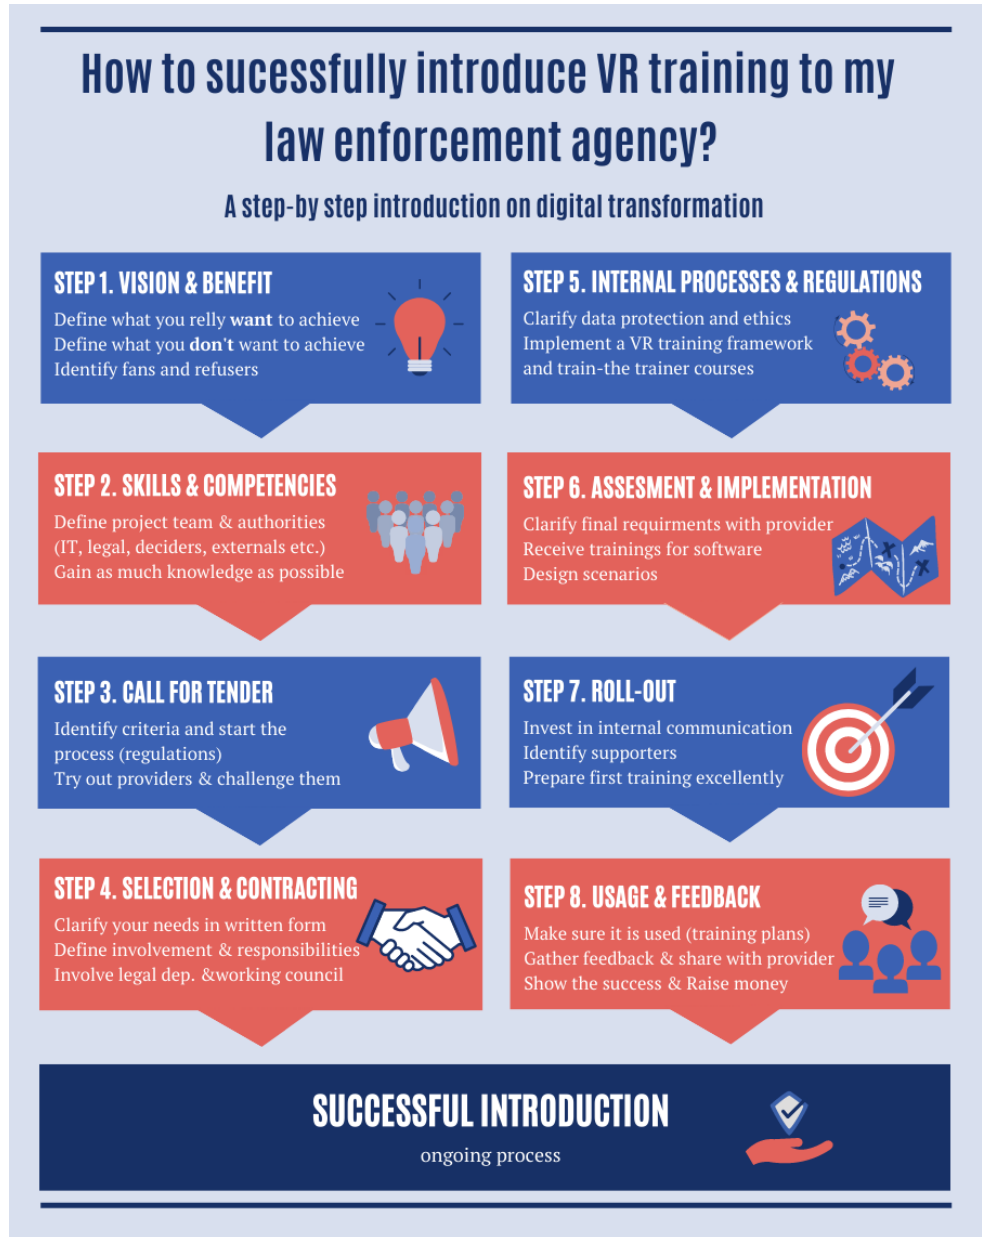 How to sucessfully introduce VR training to my
law enforcement agency?
A step-by step introduction on digital transformation
STEP 1. VISION & BENEFIT
Define what you relly want to achieve
Define what you don't want to achieve
Identify fans and refusers
STEP 2. SKILLS & COMPETENCIES
Define project team & authorities
(IT, legal, deciders, externals etc.)
Gain as much knowledge as possible
STEP 3. CALL FOR TENDER
Identify criteria and start the
process (regulations)
Try out providers & challenge them
STEP 4. SELECTION & CONTRACTING
Clarify your needs in written form
Define involvement & responsibilities
Involve legal dep. &working council
STEP 5. INTERNAL PROCESSES & REGULATIONS
Clarify data protection and ethics
Implement a VR training framework
and train-the trainer courses
STEP 6. ASSESMENT & IMPLEMENTATION
Clarify final requirments with provider
Receive trainings for software
Design scenarios
STEP 7. ROLL-OUT
Invest in internal communication
Identify supporters
Prepare first training excellently
STEP 8. USAGE & FEEDBACK
Make sure it is used (training plans)
Gather feedback & share with provider
Show the success & Raise money
SUCCESSFUL INTRODUCTION
ongoing process